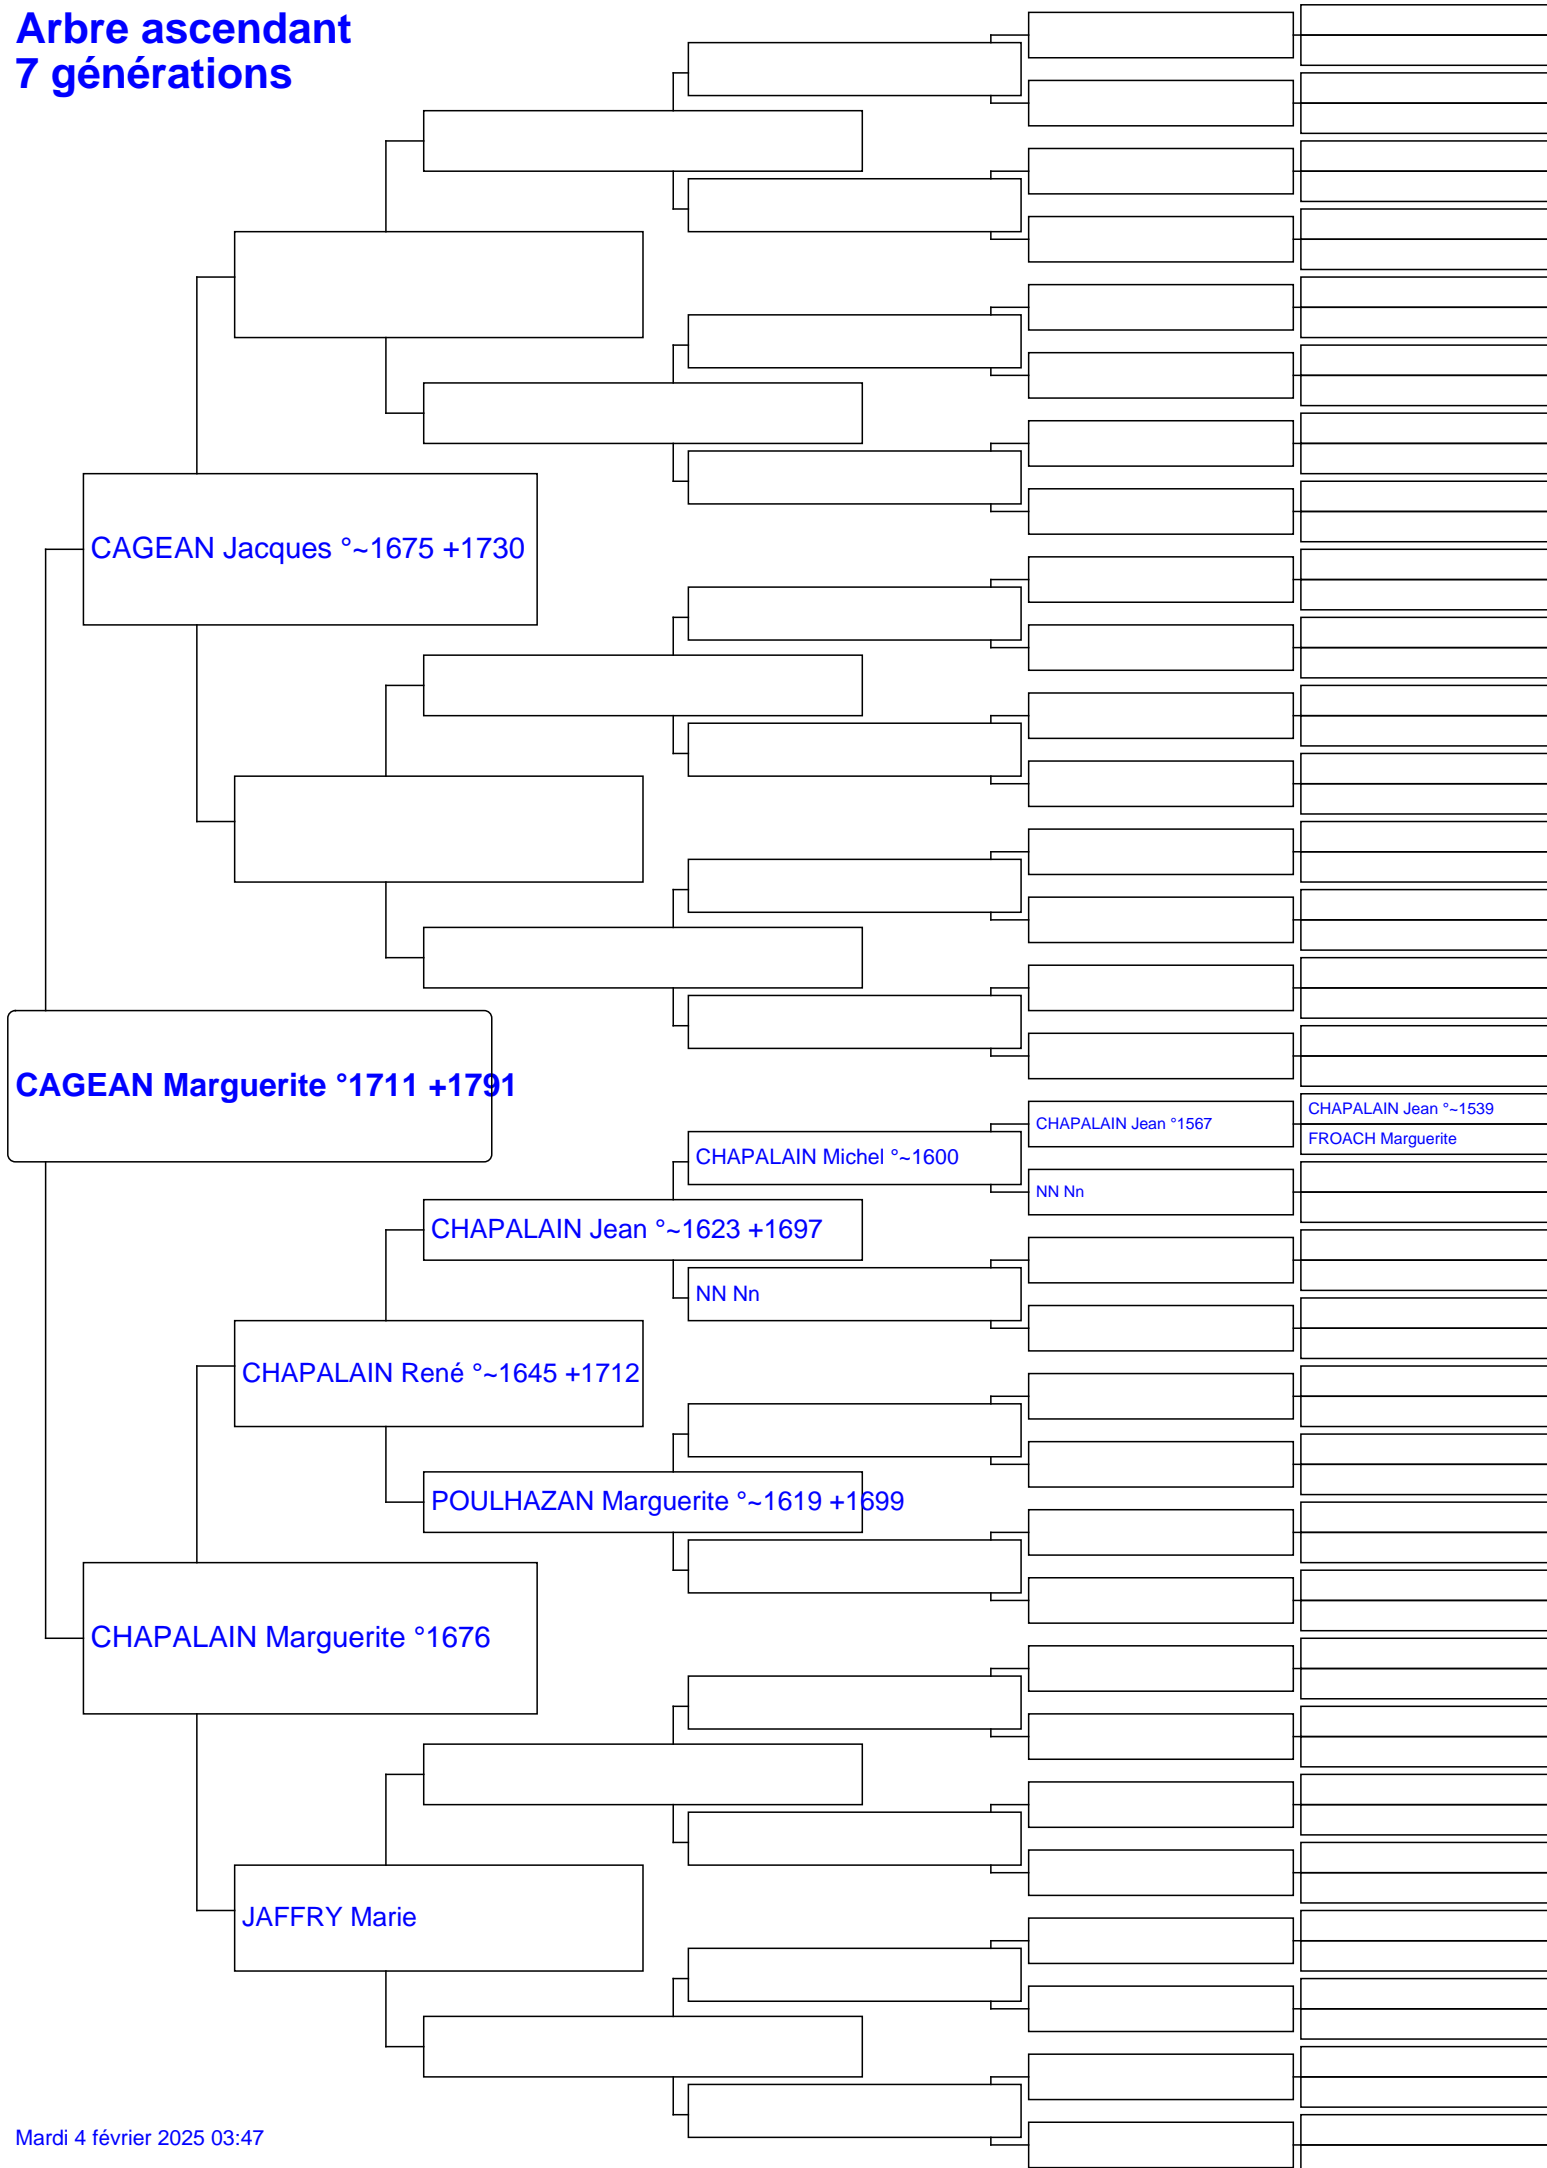 Arbre ascendant
7 générations
CAGEAN Jacques °~1675 +1730
CAGEAN Marguerite °1711 +1791
CHAPALAIN Jean °~1539
CHAPALAIN Jean °1567
FROACH Marguerite
CHAPALAIN Michel °~1600
NN Nn
CHAPALAIN Jean °~1623 +1697
NN Nn
CHAPALAIN René °~1645 +1712
POULHAZAN Marguerite °~1619 +1699
CHAPALAIN Marguerite °1676
JAFFRY Marie
Mardi 4 février 2025 03:47